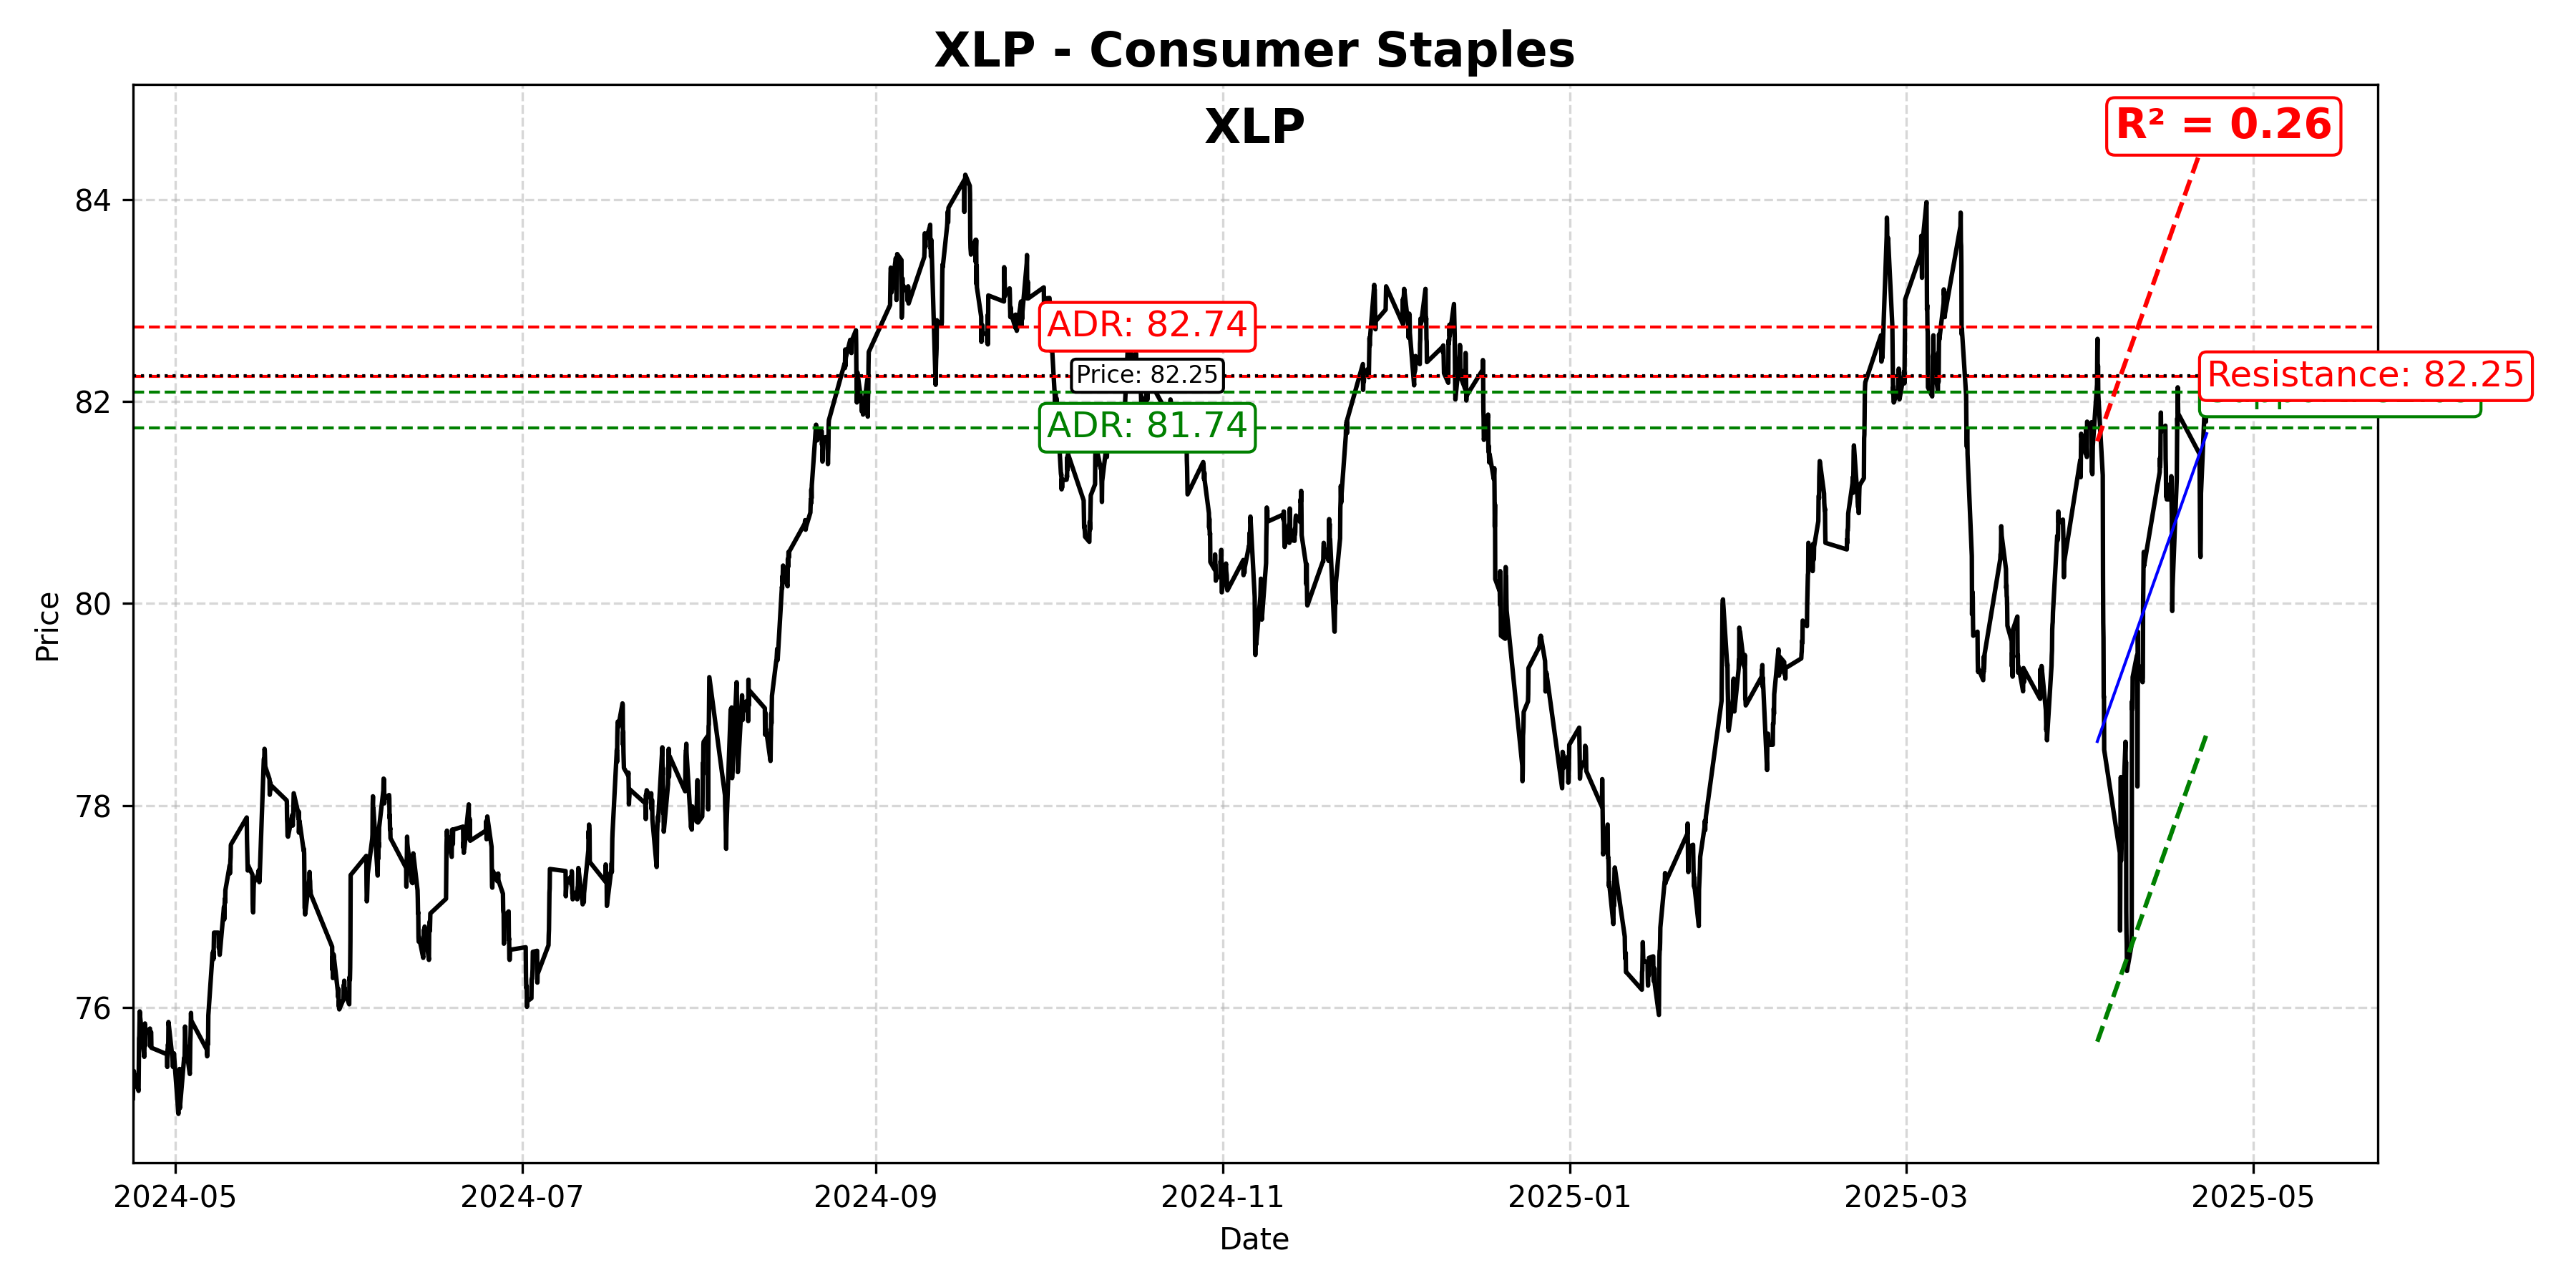 XLP - Consumer Staples
XLP
R² = 0.26
84
ADR: 82.74
Price: 82.25
Resistance: 82.25
82
ADR: 81.74
80
Price
78
76
2024-05
2024-07
2024-09
2024-11
2025-01
2025-03
2025-05
Date